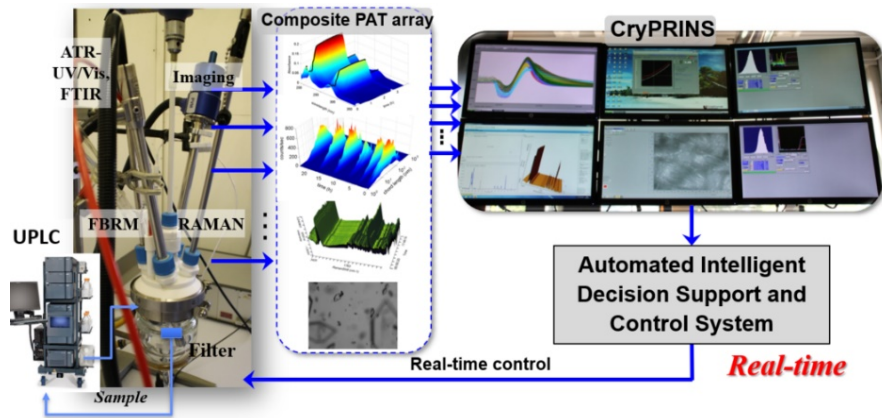 Composite PAT array
CryPRINS
ATR-
UV/Vis,
FTIR
Imaging
FBRM
RAMAN
UPLC
Filter
Sample
Automated Intelligent
Decision Support and
Control System
Real-time control
Real-time